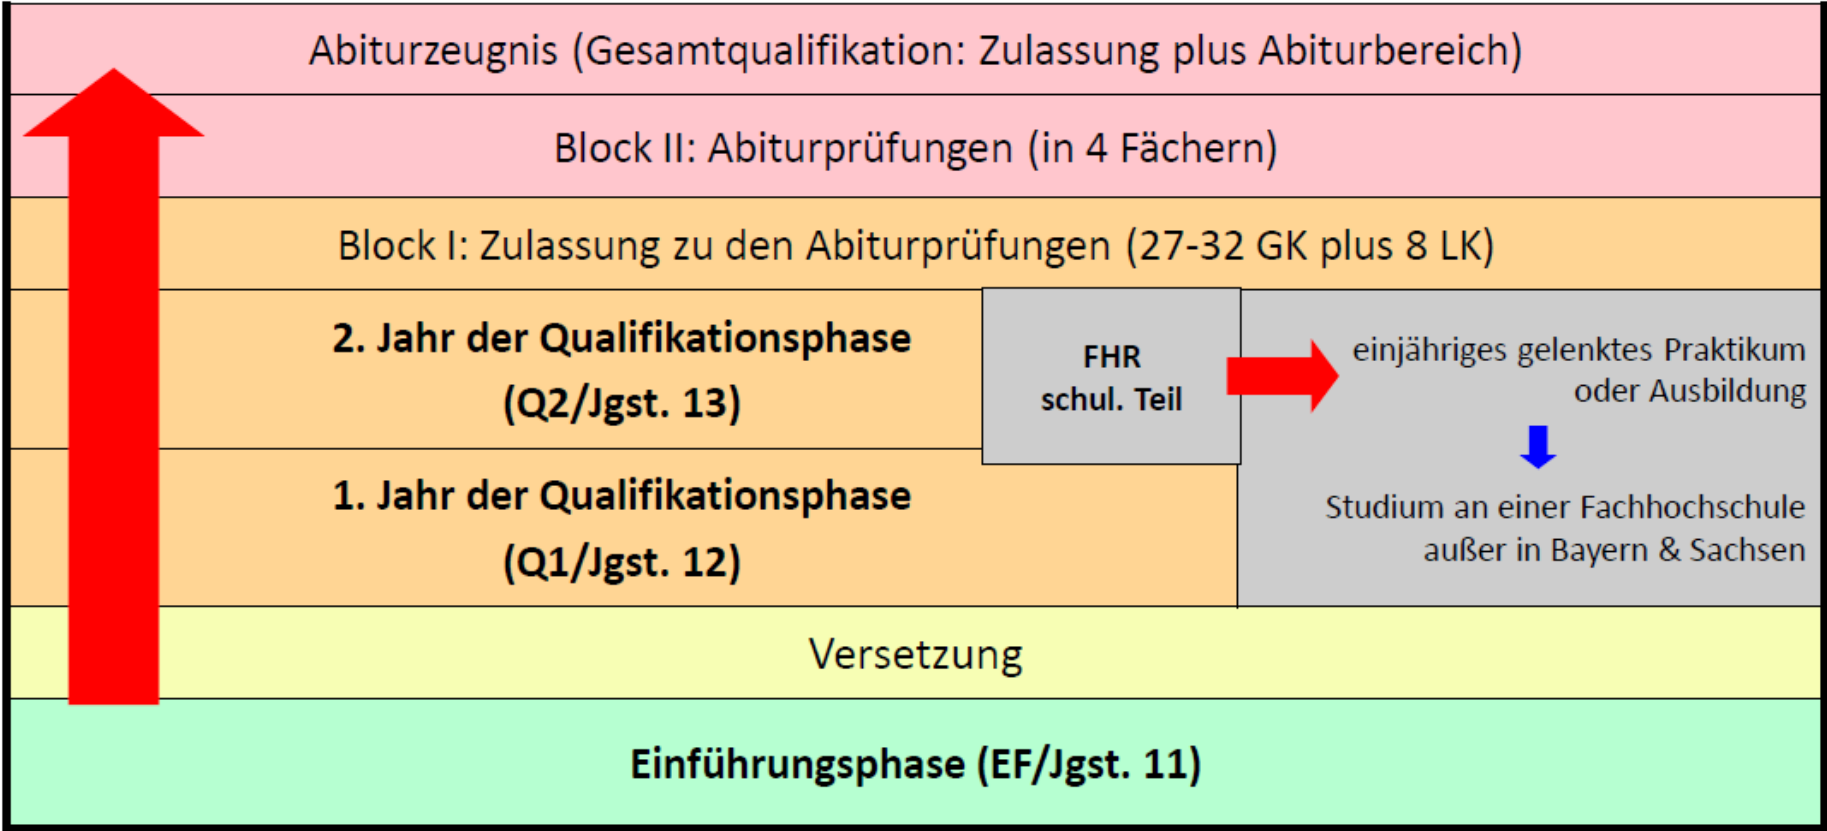 Abiturzeugnis (Gesamtqualifikation: Zulassung plus Abiturbereich)
Block II: Abiturprüfungen (in 4 Fächern)
Block I: Zulassung zu den Abiturprüfungen (27-32 GK plus 8 LK)
2. Jahr der Qualifikationsphase
(Q2/Jgst. 13)
FHR
schul. Teil
einjähriges gelenktes Praktikum
oder Ausbildung
1. Jahr der Qualifikationsphase
(Q1/Jgst. 12)
Studium an einer Fachhochschule
außer in Bayern & Sachsen
Versetzung
Einführungsphase (EF/Jgst. 11)